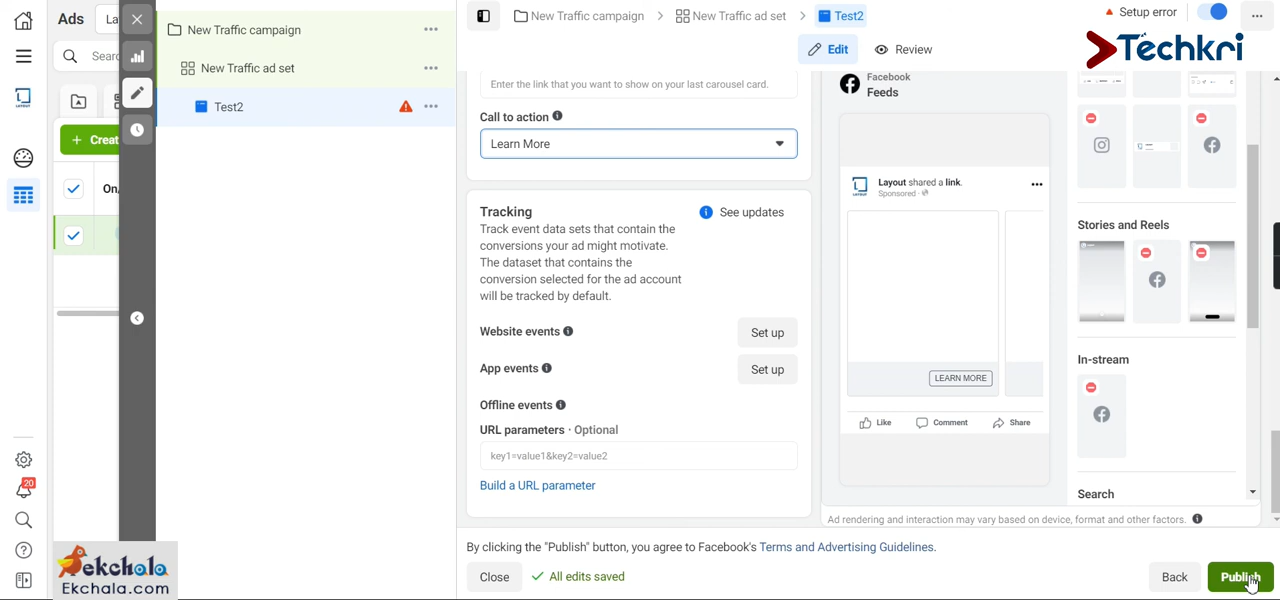 Ads
La
Sear
Creat
On,
20
New Traffic campaign
New Traffic ad set
Test2
New Traffic campaign > New Traffic ad set > Test2
Setup error
Edit
Review
Techkri
Enter the link that you want to show on your last carousel card.
Call to action
Learn More
Tracking
See updates
Track event data sets that contain the
conversions your ad might motivate.
The dataset that contains the
conversion selected for the ad account
will be tracked by default.
Website events
Set up
App events
Set up
Offline events
URL parameters · Optional
key1=value1&key2=value2
Build a URL parameter
Facebook
Feeds
Layout shared a link.
Sponsored ·
LAYOUT
LEARN MORE
Like
Comment
Share
Stories and Reels
In-stream
Search
Ad rendering and interaction may vary based on device, format and other factors.
By clicking the "Publish" button, you agree to Facebook's Terms and Advertising Guidelines.
Close
All edits saved
Back
Publish
ekchala
Ekchala.com